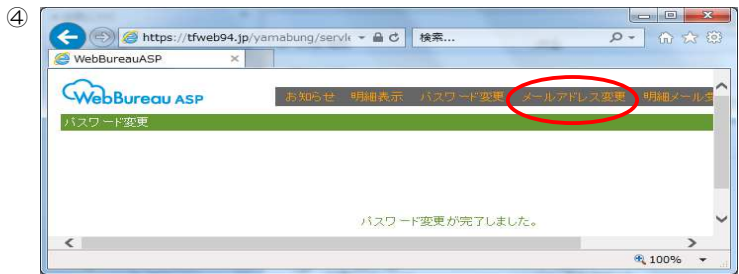 ④
https://tfweb94.jp/yamabung/servle
検索...
WebBureauASP
WebBureau ASP
お知らせ 明細表示 パスワード変更 メールアドレス変更 明細メール受
パスワード変更
パスワード変更が完了しました。
100%